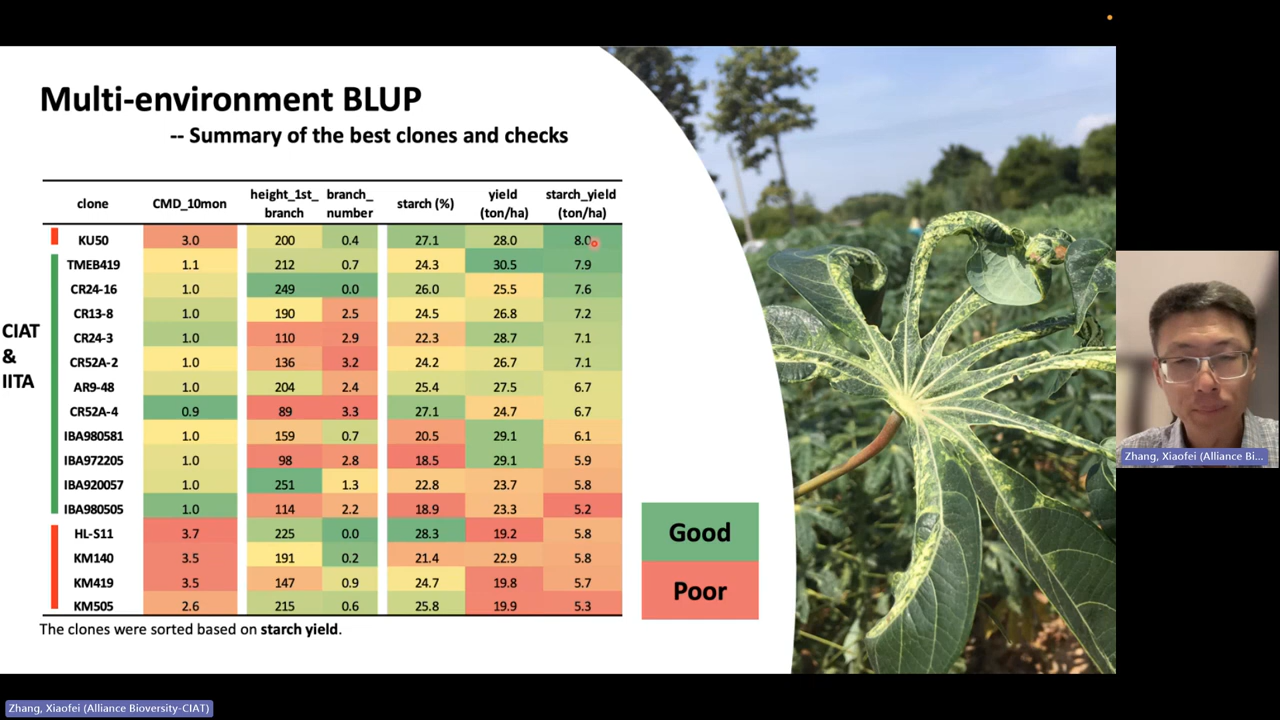 Multi-environment BLUP
-- Summary of the best clones and checks
clone CMD_10mon height_1st_branch branch_number starch (%) yield (ton/ha) starch_yield (ton/ha)
KU50 3.0 200 0.4 27.1 28.0 8.0
TMEB419 1.1 212 0.7 24.3 30.5 7.9
CR24-16 1.0 249 0.0 26.0 25.5 7.6
CR13-8 1.0 190 2.5 24.5 26.8 7.2
CR24-3 1.0 110 2.9 22.3 28.7 7.1
CR52A-2 1.0 136 3.2 24.2 26.7 7.1
AR9-48 1.0 204 2.4 25.4 27.5 6.7
CR52A-4 0.9 89 3.3 27.1 24.7 6.7
IBA980581 1.0 159 0.7 20.5 29.1 6.1
IBA972205 1.0 98 2.8 18.5 29.1 5.9
IBA920057 1.0 251 1.3 22.8 23.7 5.8
IBA980505 1.0 114 2.2 18.9 23.3 5.2
HL-S11 3.7 225 0.0 28.3 19.2 5.8
KM140 3.5 191 0.2 21.4 22.9 5.8
KM419 3.5 147 0.9 24.7 19.8 5.7
KM505 2.6 215 0.6 25.8 19.9 5.3
CIAT
&
IITA
Good
Poor
The clones were sorted based on starch yield.
Zhang, Xiaofei (Alliance Bi...
Zhang, Xiaofei (Alliance Bioversity-CIAT)